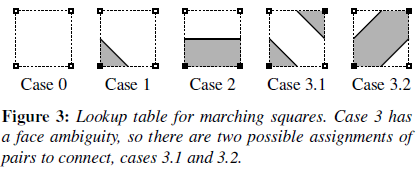 Case 0 Case 1 Case 2 Case 3.1 Case 3.2
Figure 3: Lookup table for marching squares. Case 3 has
a face ambiguity, so there are two possible assignments of
pairs to connect, cases 3.1 and 3.2.